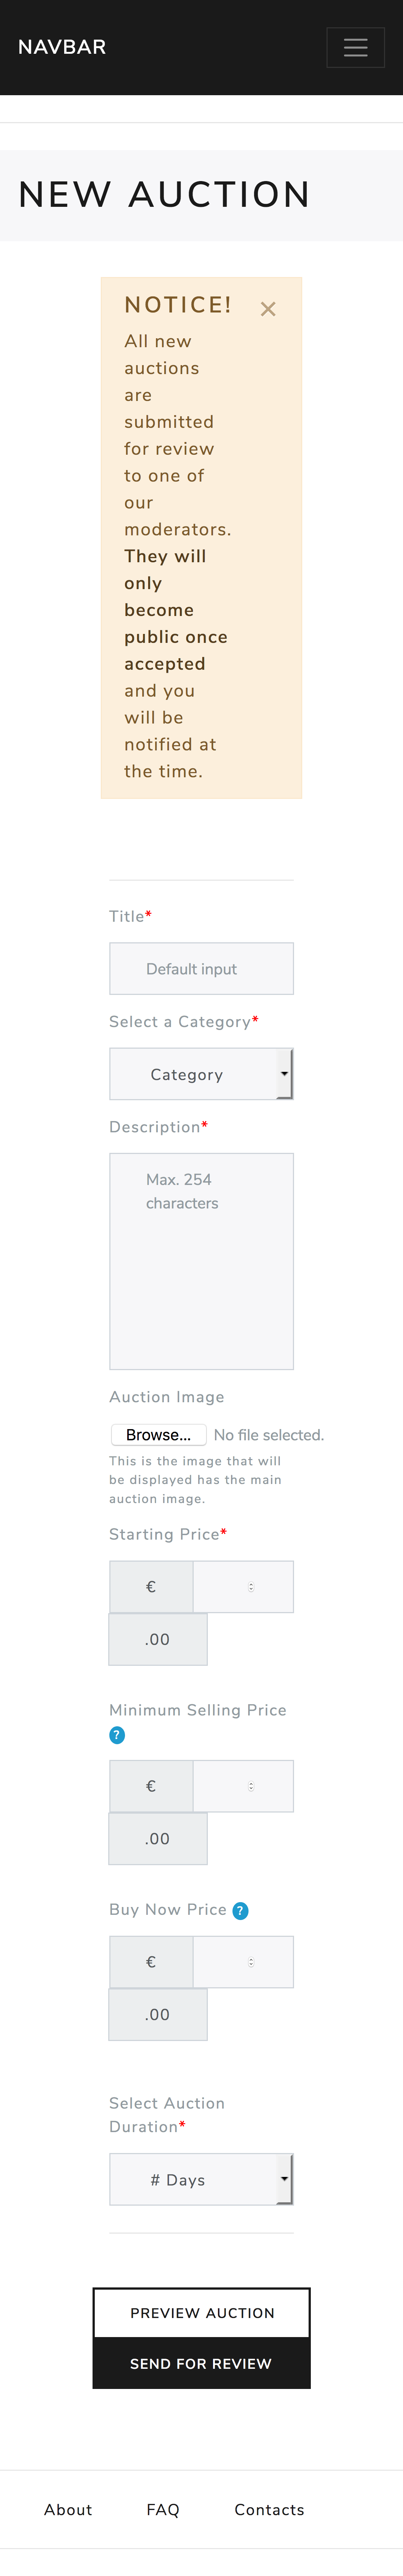 NAVBAR
NEW AUCTION
NOTICE!
×
All new
auctions
are
submitted
for review
to one of
our
moderators.
They will
only
become
public once
accepted
and you
will be
notified at
the time.
Title*
Default input
Select a Category*
Category
Description*
Max. 254
characters
Auction Image
Browse... No file selected.
This is the image that will
be displayed has the main
auction image.
Starting Price*
€
.00
Minimum Selling Price
?
€
.00
Buy Now Price ?
€
.00
Select Auction
Duration*
# Days
PREVIEW AUCTION
SEND FOR REVIEW
About FAQ Contacts